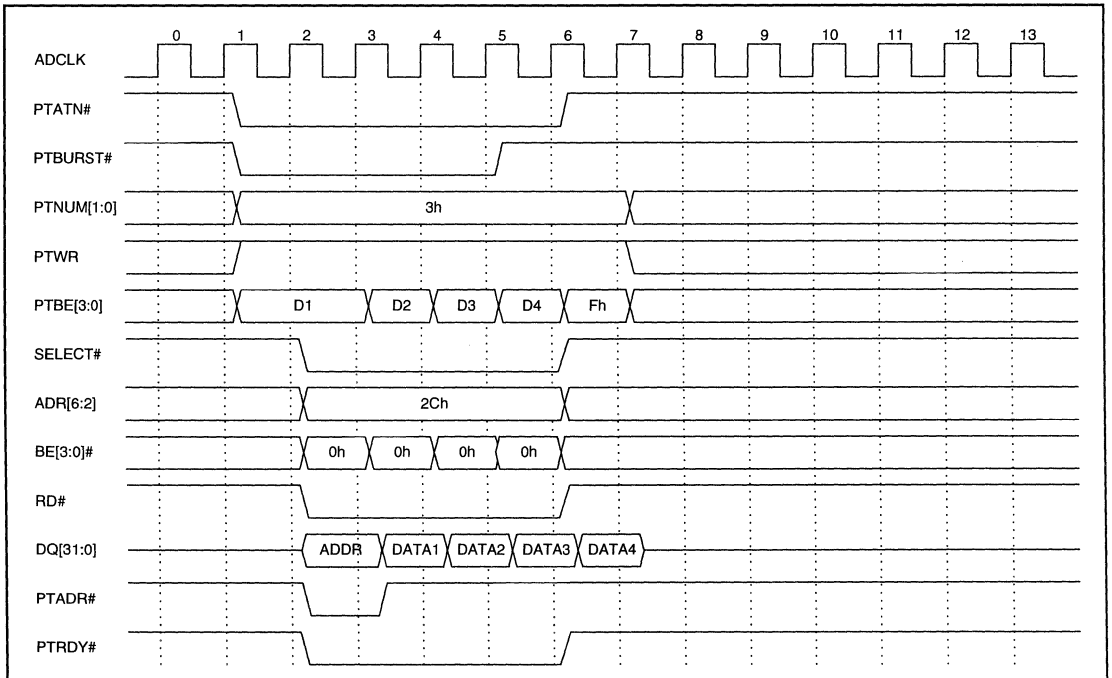 0 1 2 3 4 5 6 7 8 9 10 11 12 13
ADCLK
PTATN#
PTBURST#
PTNUM[1:0] 3h
PTWR
PTBE[3:0] D1 D2 D3 D4 Fh
SELECT#
ADR[6:2] 2Ch
BE[3:0]# 0h 0h 0h 0h
RD#
DQ[31:0] ADDR DATA1 DATA2 DATA3 DATA4
PTADR#
PTRDY#